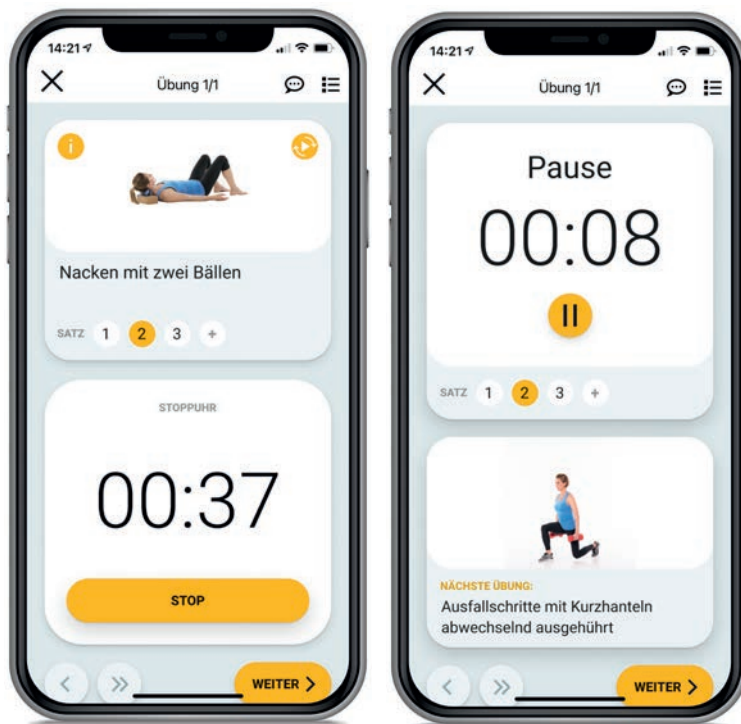 14:21
Übung 1/1
Nacken mit zwei Bällen
SATZ 1 2 3 +
STOPPUHR
00:37
STOP
WEITER
14:21
Übung 1/1
Pause
00:08
SATZ 1 2 3 +
NÄCHSTE ÜBUNG:
Ausfallschritte mit Kurzhanteln
abwechselnd ausgehührt
WEITER